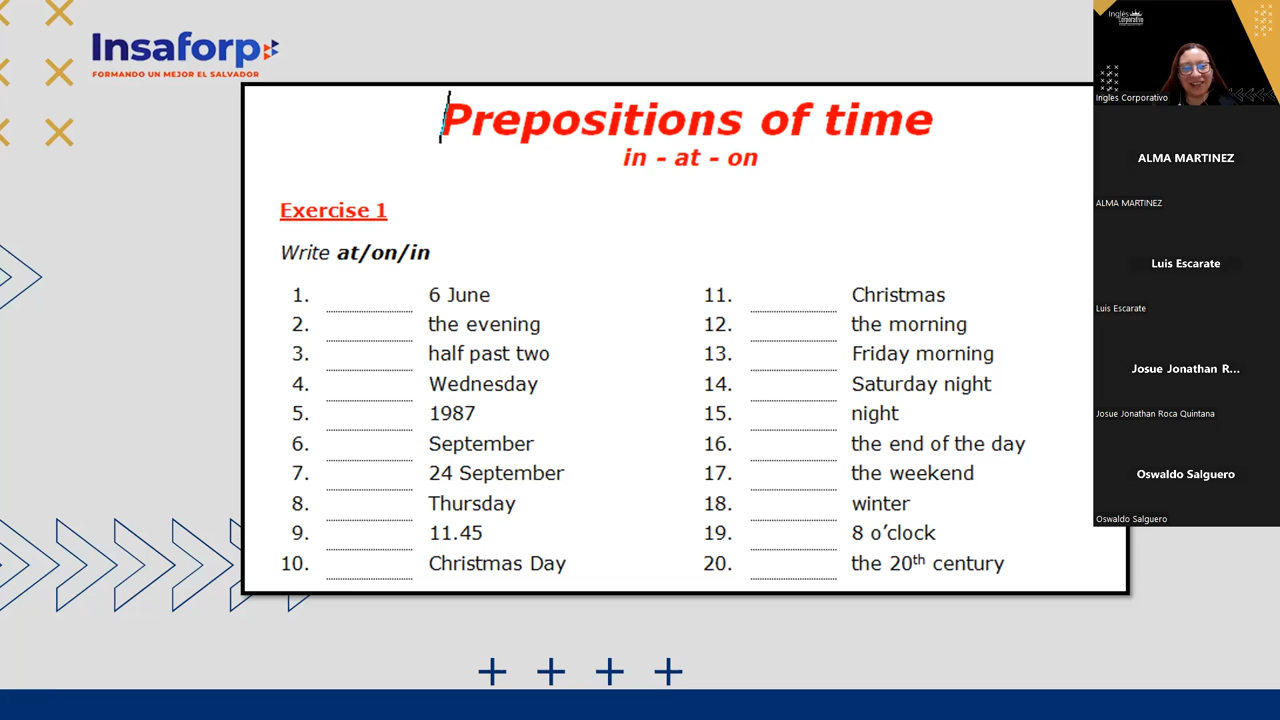 Insaforp
FORMANDO UN MEJOR EL SALVADOR
Prepositions of time
in - at - on
Exercise 1
Write at/on/in
1. 6 June
2. the evening
3. half past two
4. Wednesday
5. 1987
6. September
7. 24 September
8. Thursday
9. 11.45
10. Christmas Day
11. Christmas
12. the morning
13. Friday morning
14. Saturday night
15. night
16. the end of the day
17. the weekend
18. winter
19. 8 o’clock
20. the 20th century
Inglés
Corporativo
Ingles Corporativo
ALMA MARTINEZ
ALMA MARTINEZ
Luis Escarate
Luis Escarate
Josue Jonathan R...
Josue Jonathan Roca Quintana
Oswaldo Salguero
Oswaldo Salguero